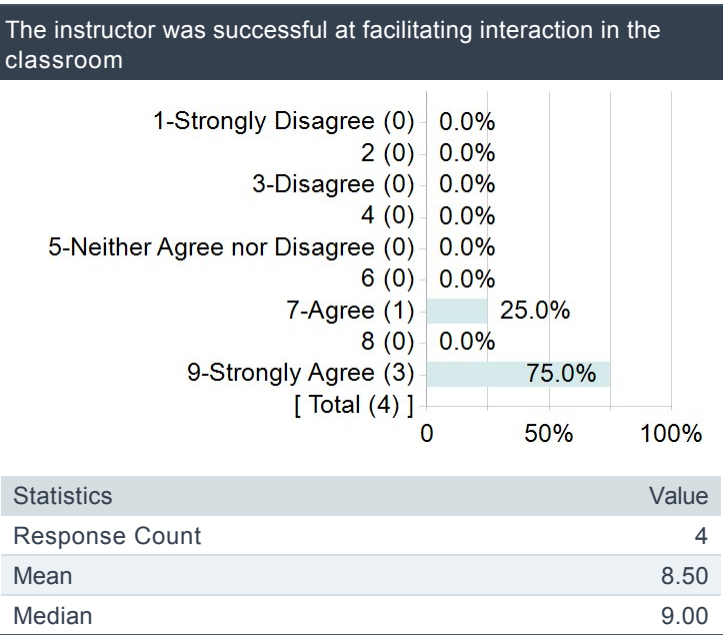 The instructor was successful at facilitating interaction in the
classroom
1-Strongly Disagree (0) 0.0%
2 (0) 0.0%
3-Disagree (0) 0.0%
4 (0) 0.0%
5-Neither Agree nor Disagree (0) 0.0%
6 (0) 0.0%
7-Agree (1) 25.0%
8 (0) 0.0%
9-Strongly Agree (3) 75.0%
[ Total (4) ]
0 50% 100%
Statistics Value
Response Count 4
Mean 8.50
Median 9.00